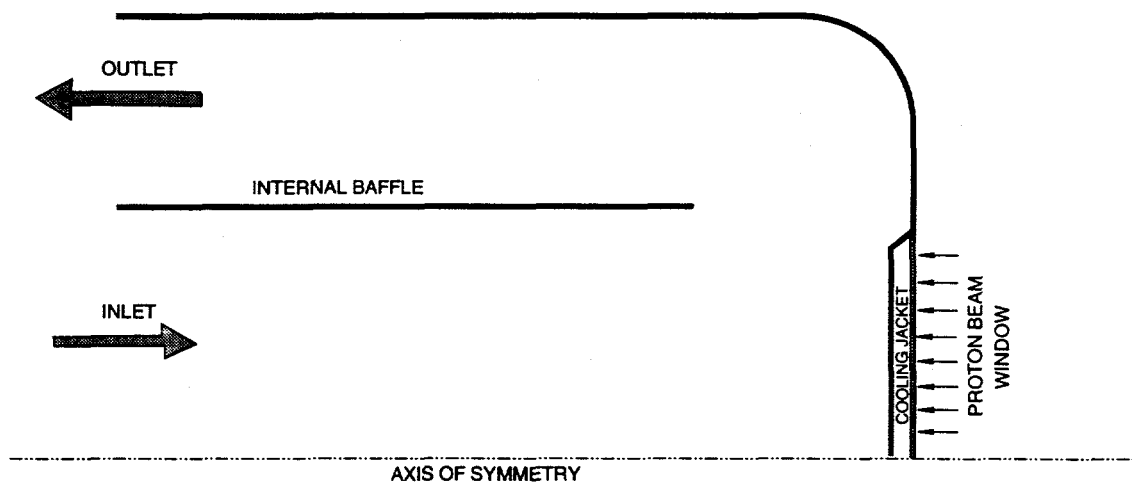 OUTLET
INTERNAL BAFFLE
INLET
COOLING JACKET
PROTON BEAM
WINDOW
AXIS OF SYMMETRY